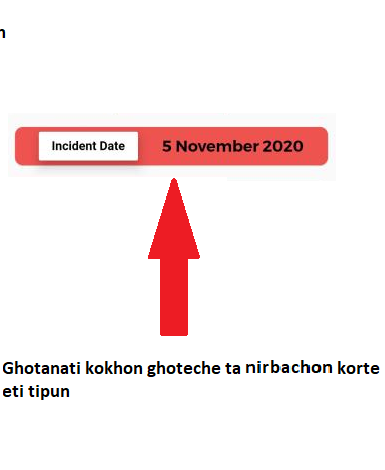 Incident Date 5 November 2020
Ghotanati kokhon ghoteche ta nirbachon korte
eti tipun